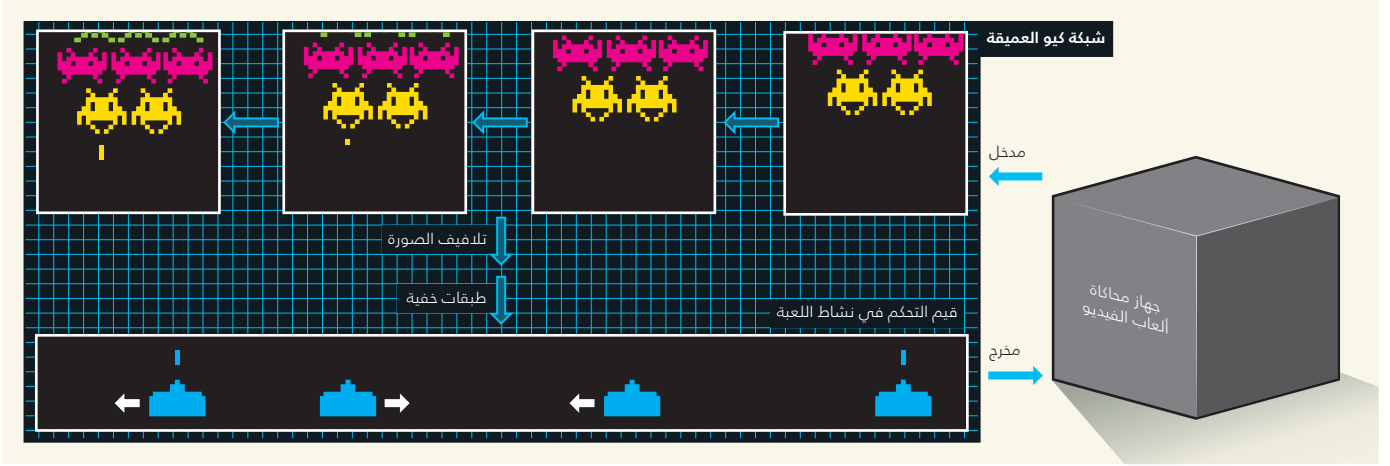 شبكة كيو العميقة
مدخل
تلافيف الصورة
طبقات خفية
قيم التحكم في نشاط اللعبة
جهاز محاكاة
ألعاب الفيديو
مخرج